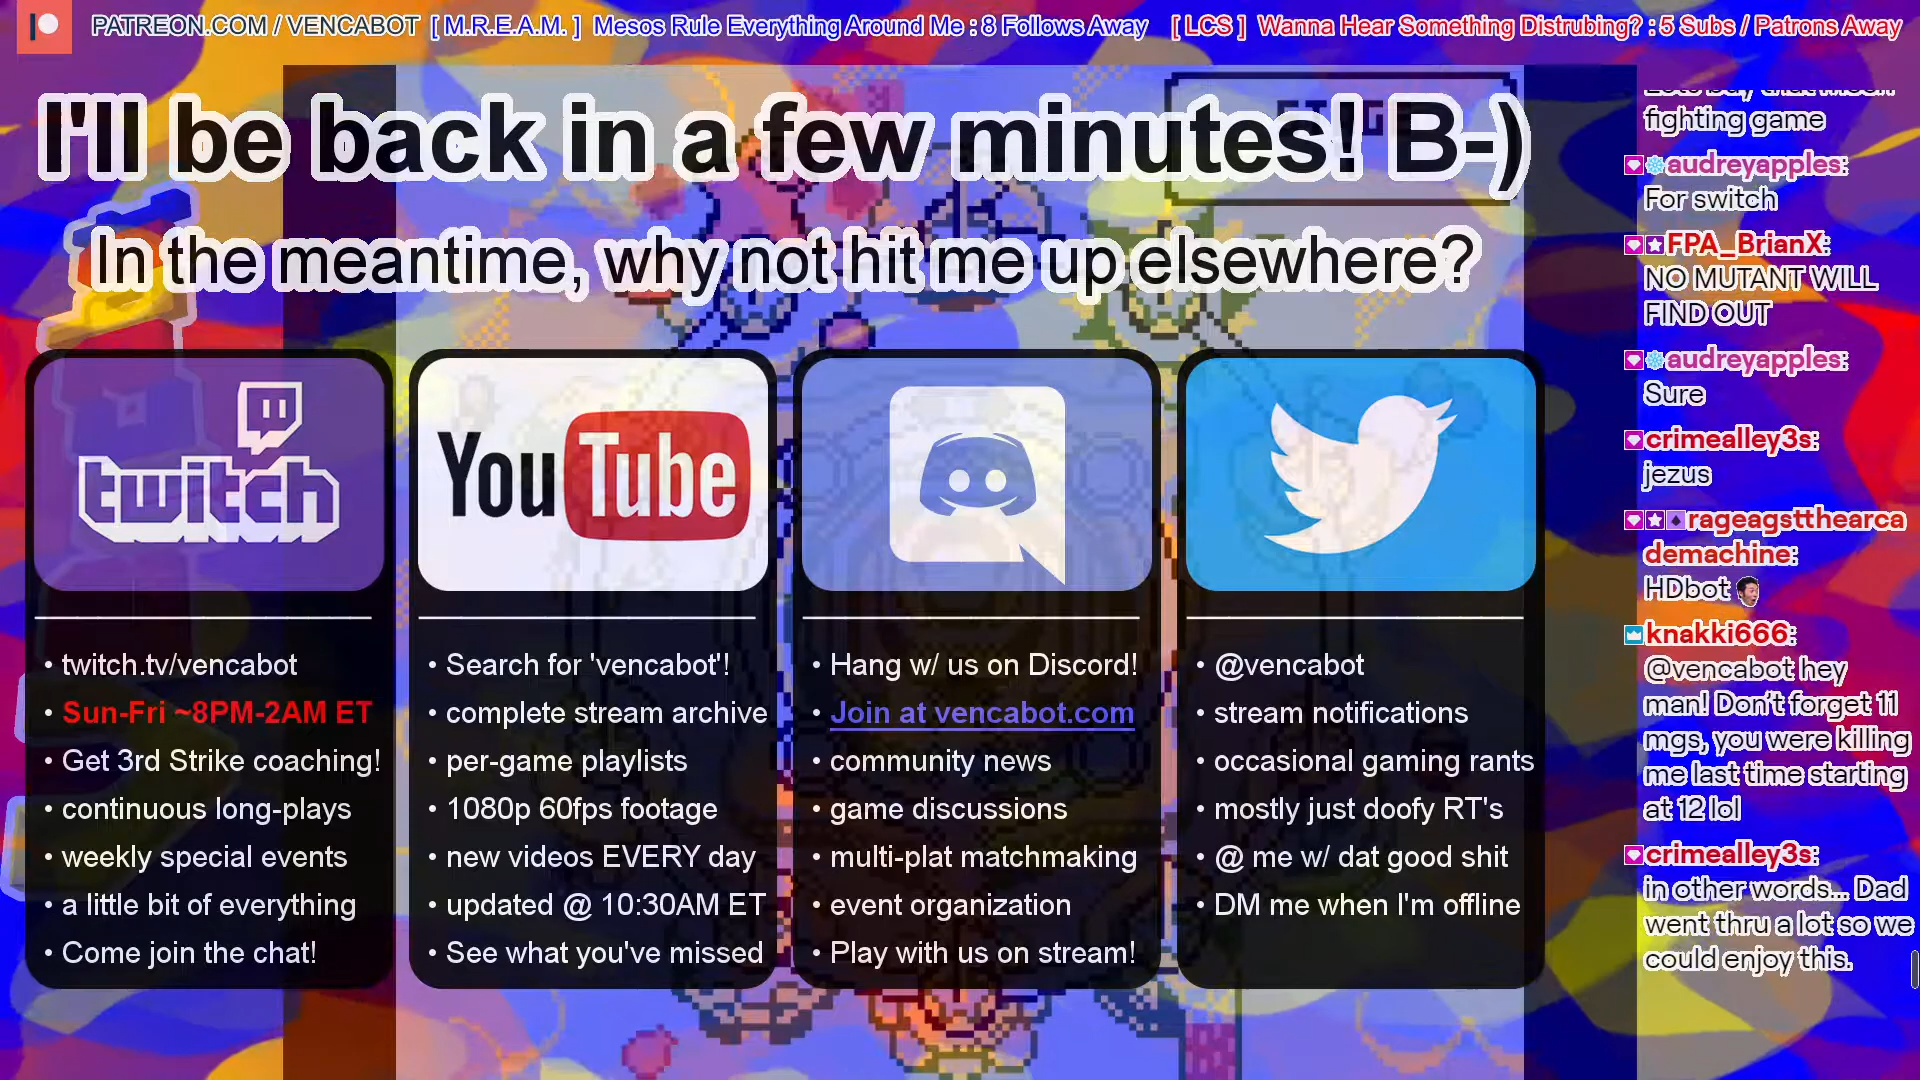 PATREON.COM / VENCABOT [ M.R.E.A.M. ] Mesos Rule Everything Around Me : 8 Follows Away [ LCS ] Wanna Hear Something Distrubing? : 5 Subs / Patrons Away
I'll be back in a few minutes! B-)
In the meantime, why not hit me up elsewhere?
twitch
• twitch.tv/vencabot
• Sun-Fri ~8PM-2AM ET
• Get 3rd Strike coaching!
• continuous long-plays
• weekly special events
• a little bit of everything
• Come join the chat!
YouTube
• Search for 'vencabot'!
• complete stream archive
• per-game playlists
• 1080p 60fps footage
• new videos EVERY day
• updated @ 10:30AM ET
• See what you've missed
• Hang w/ us on Discord!
• Join at vencabot.com
• community news
• game discussions
• multi-plat matchmaking
• event organization
• Play with us on stream!
• @vencabot
• stream notifications
• occasional gaming rants
• mostly just doofy RT's
• @ me w/ dat good shit
• DM me when I'm offline
fighting game
audreyapples:
For switch
FPA_BrianX:
NO MUTANT WILL
FIND OUT
audreyapples:
Sure
crimealley3s:
jezus
rageagstthearca
demachine:
HDbot
knakki666:
@vencabot hey
man! Don't forget 11
mgs, you were killing
me last time starting
at 12 lol
crimealley3s:
in other words... Dad
went thru a lot so we
could enjoy this.